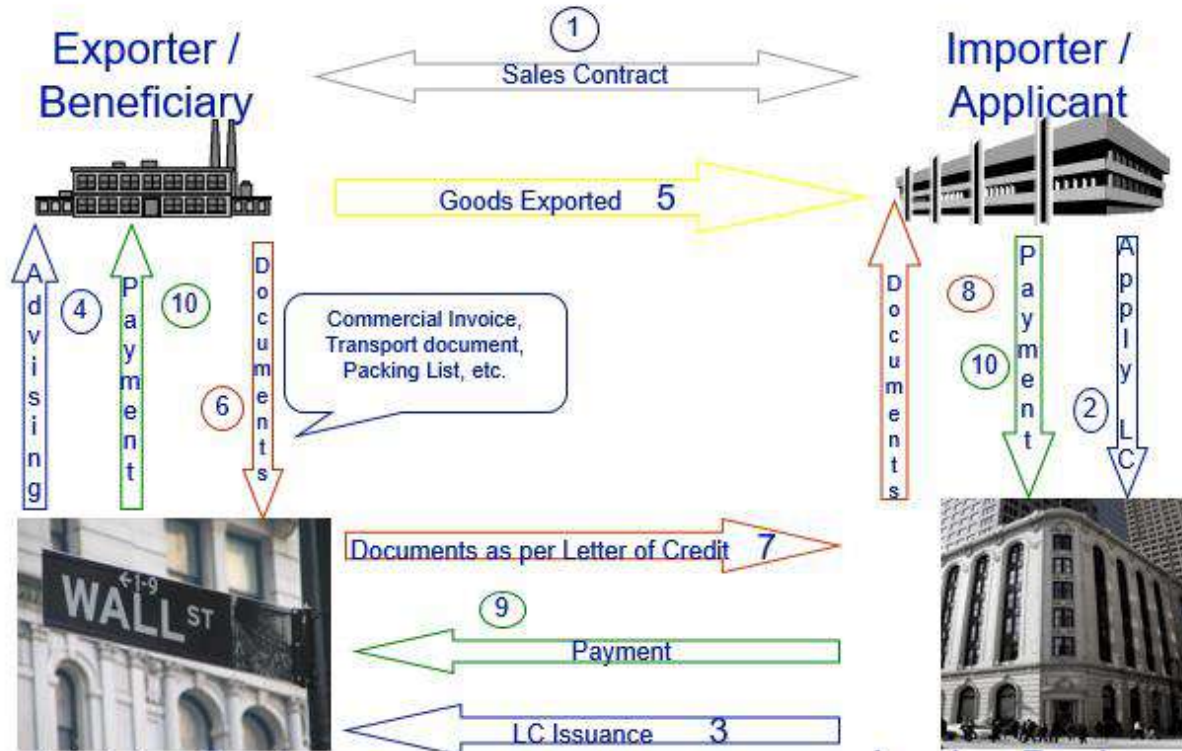 1
Exporter /
Beneficiary
Sales Contract
Importer /
Applicant
Goods Exported 5
Advising
4
Payment
10
Documents
6
Commercial Invoice,
Transport document,
Packing List, etc.
Documents
8
Payment
10
Apply LC
2
←1-9
WALL ST
Documents as per Letter of Credit 7
9
Payment
LC Issuance 3